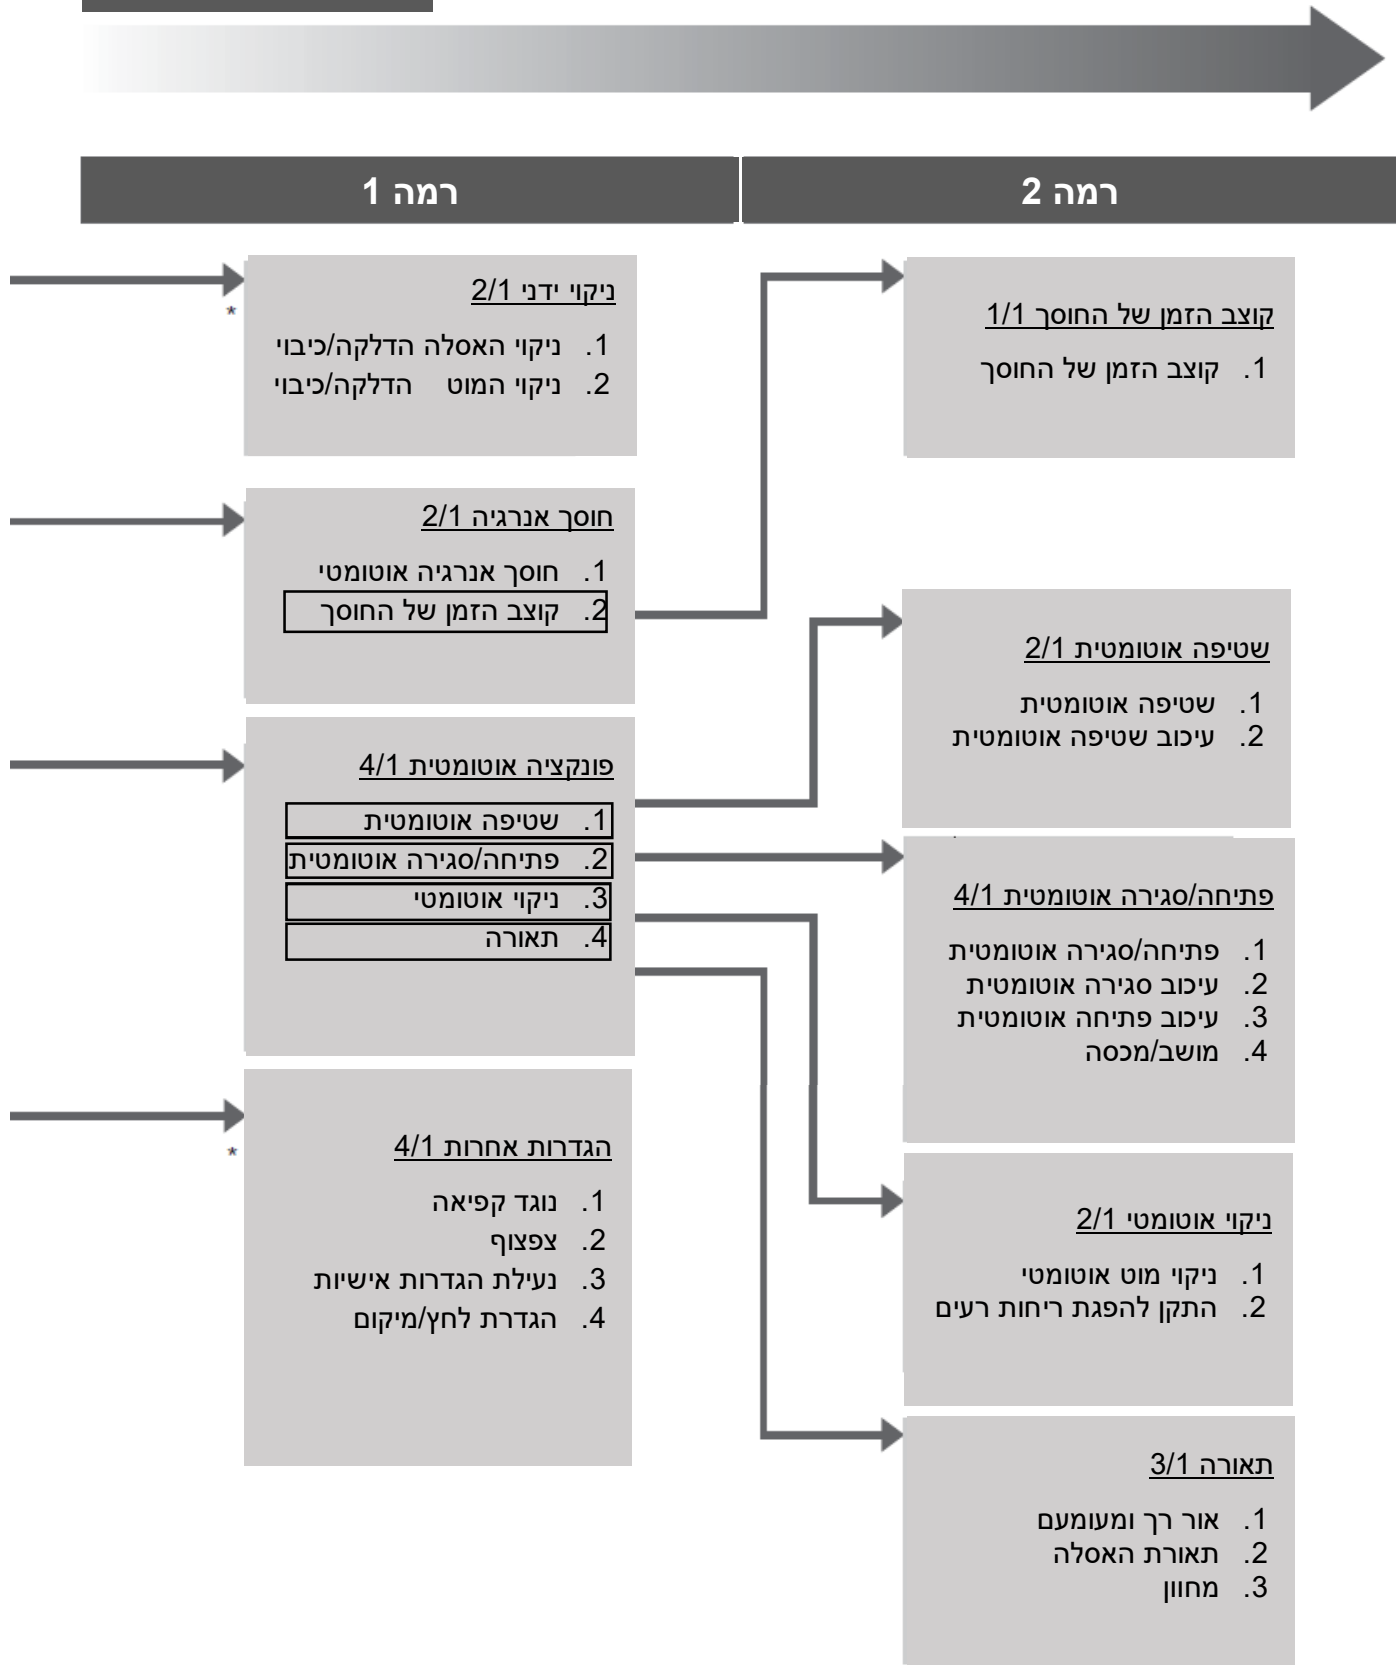 רמה 1
רמה 2
ניקוי ידני 2/1
*
1. ניקוי האסלה הדלקה/כיבוי
2. ניקוי המוט הדלקה/כיבוי
חוסך אנרגיה 2/1
1. חוסך אנרגיה אוטומטי
2. קוצב הזמן של החוסך
פונקציה אוטומטית 4/1
1. שטיפה אוטומטית
2. פתיחה/סגירה אוטומטית
3. ניקוי אוטומטי
4. תאורה
*
הגדרות אחרות 4/1
1. נוגד קפיאה
2. צפצוף
3. נעילת הגדרות אישיות
4. הגדרת לחץ/מיקום
קוצב הזמן של החוסך 1/1
1. קוצב הזמן של החוסך
שטיפה אוטומטית 2/1
1. שטיפה אוטומטית
2. עיכוב שטיפה אוטומטית
פתיחה/סגירה אוטומטית 4/1
1. פתיחה/סגירה אוטומטית
2. עיכוב סגירה אוטומטית
3. עיכוב פתיחה אוטומטית
4. מושב/מכסה
ניקוי אוטומטי 2/1
1. ניקוי מוט אוטומטי
2. התקן להפגת ריחות רעים
תאורה 3/1
1. אור רך ומעומעם
2. תאורת האסלה
3. מחוון